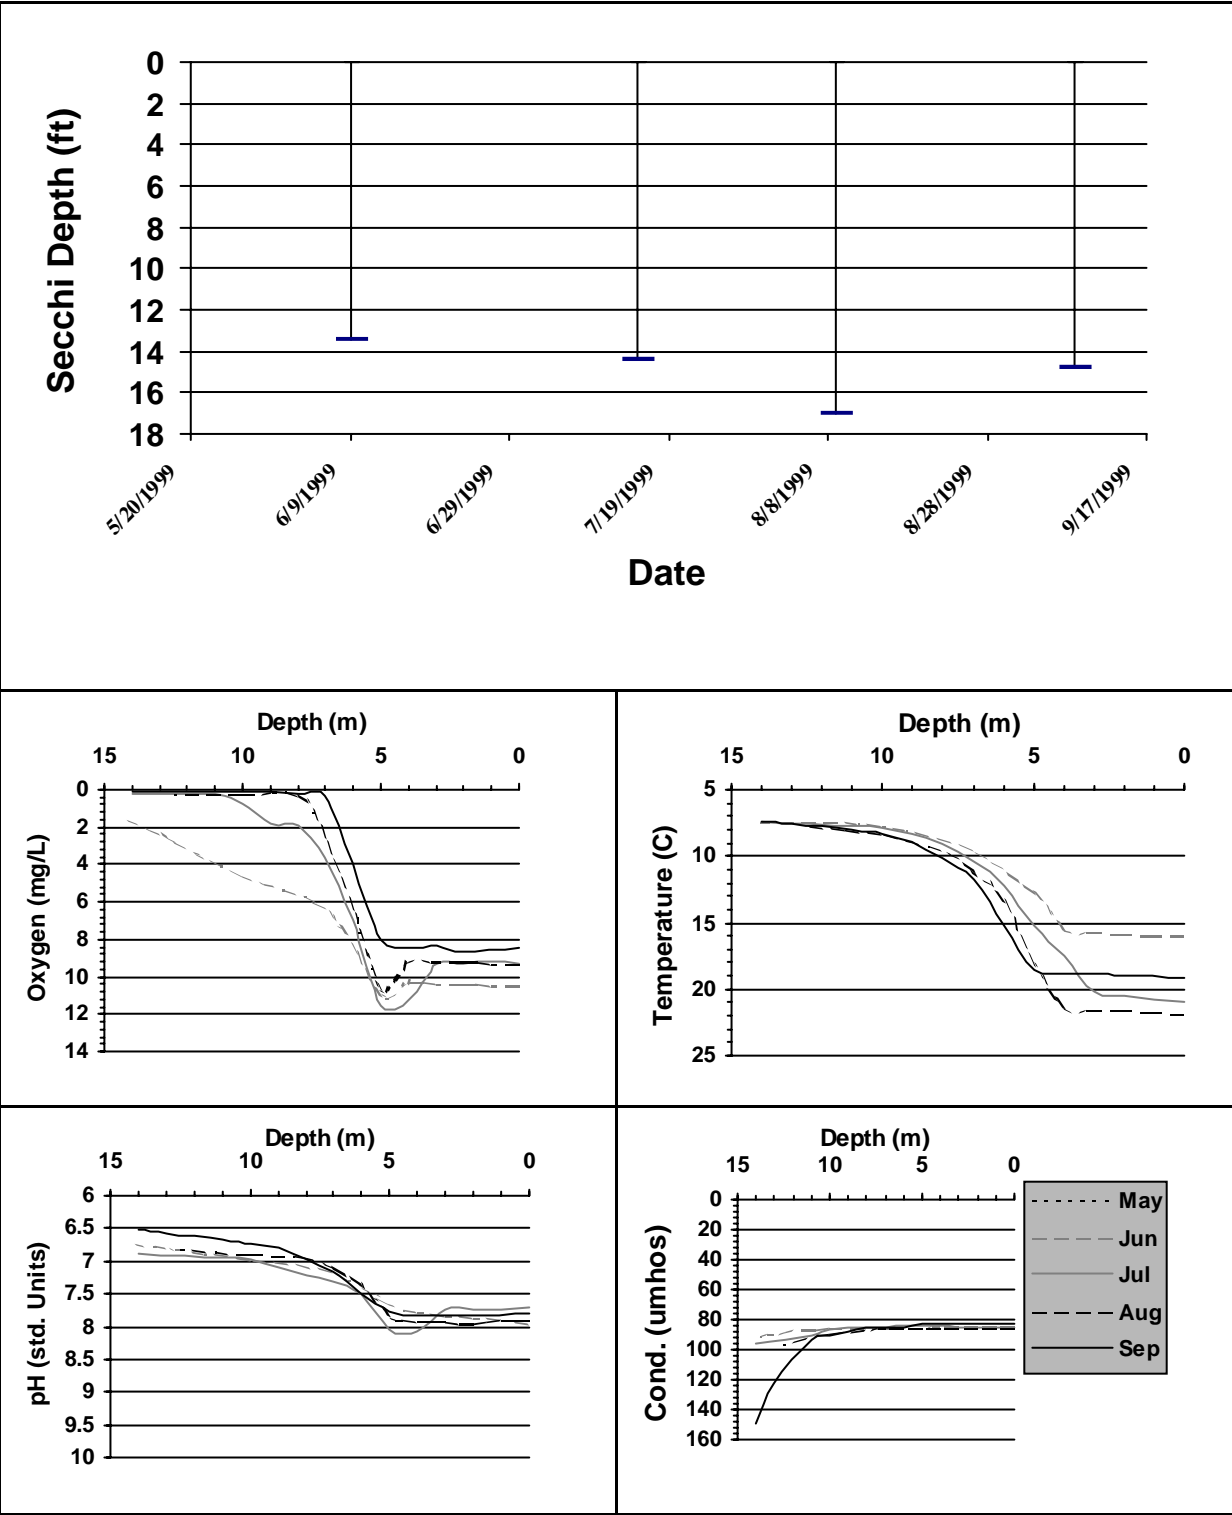 0
2
4
6
8
10
12
14
16
18
Secchi Depth (ft)
5/20/1999
6/9/1999
6/29/1999
7/19/1999
8/8/1999
8/28/1999
9/17/1999
Date
Depth (m)
15 10 5 0
0
2
4
6
8
10
12
14
Oxygen (mg/L)
Depth (m)
15 10 5 0
5
10
15
20
25
Temperature (C)
Depth (m)
15 10 5 0
6
6.5
7
7.5
8
8.5
9
9.5
10
pH (std. Units)
Depth (m)
15 10 5 0
0
20
40
60
80
100
120
140
160
Cond. (umhos)
May
Jun
Jul
Aug
Sep